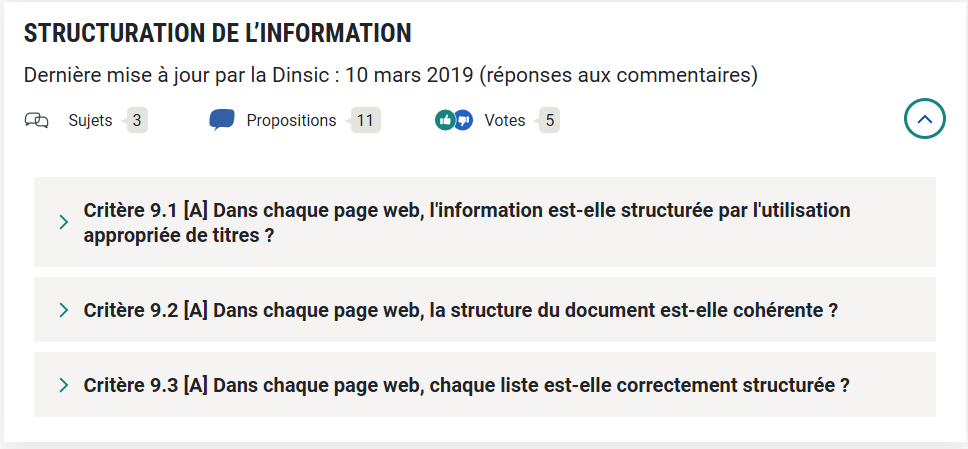 STRUCTURATION DE L’INFORMATION
Dernière mise à jour par la Dinsic : 10 mars 2019 (réponses aux commentaires)
Sujets 3 Propositions 11 Votes 5
Critère 9.1 [A] Dans chaque page web, l'information est-elle structurée par l'utilisation
appropriée de titres ?
Critère 9.2 [A] Dans chaque page web, la structure du document est-elle cohérente ?
Critère 9.3 [A] Dans chaque page web, chaque liste est-elle correctement structurée ?